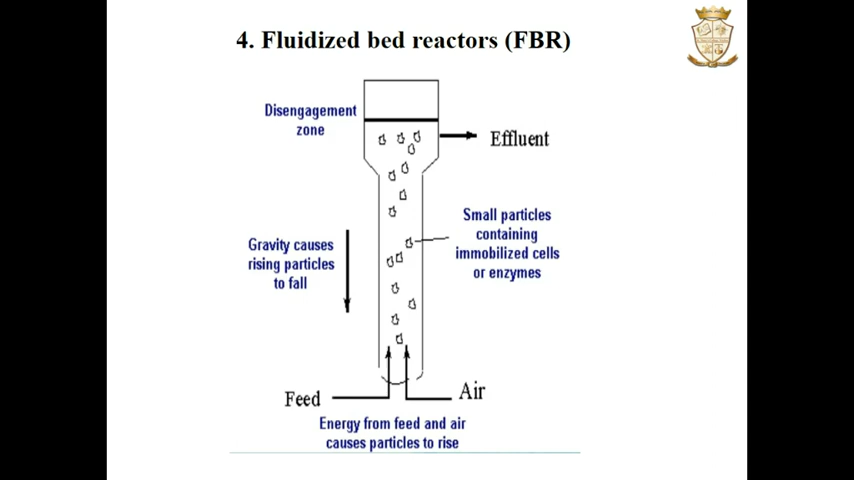 4. Fluidized bed reactors (FBR)
Disengagement
zone
Effluent
Small particles
containing
immobilized cells
or enzymes
Gravity causes
rising particles
to fall
Feed
Air
Energy from feed and air
causes particles to rise